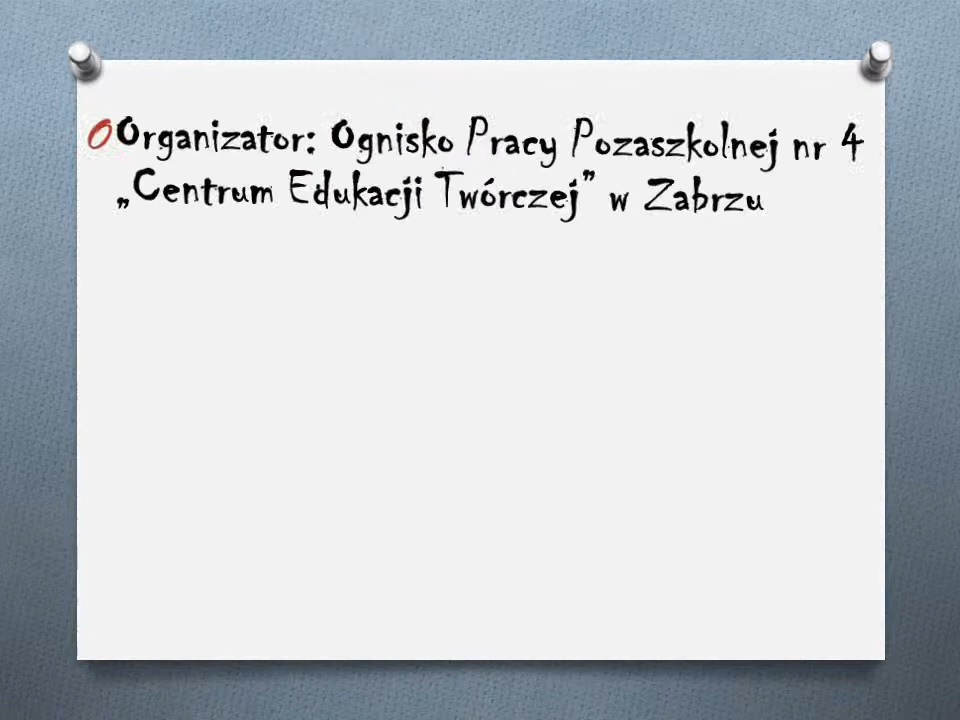 Organizator: Ognisko Pracy Pozaszkolnej nr 4
„Centrum Edukacji Twórczej” w Zabrzu